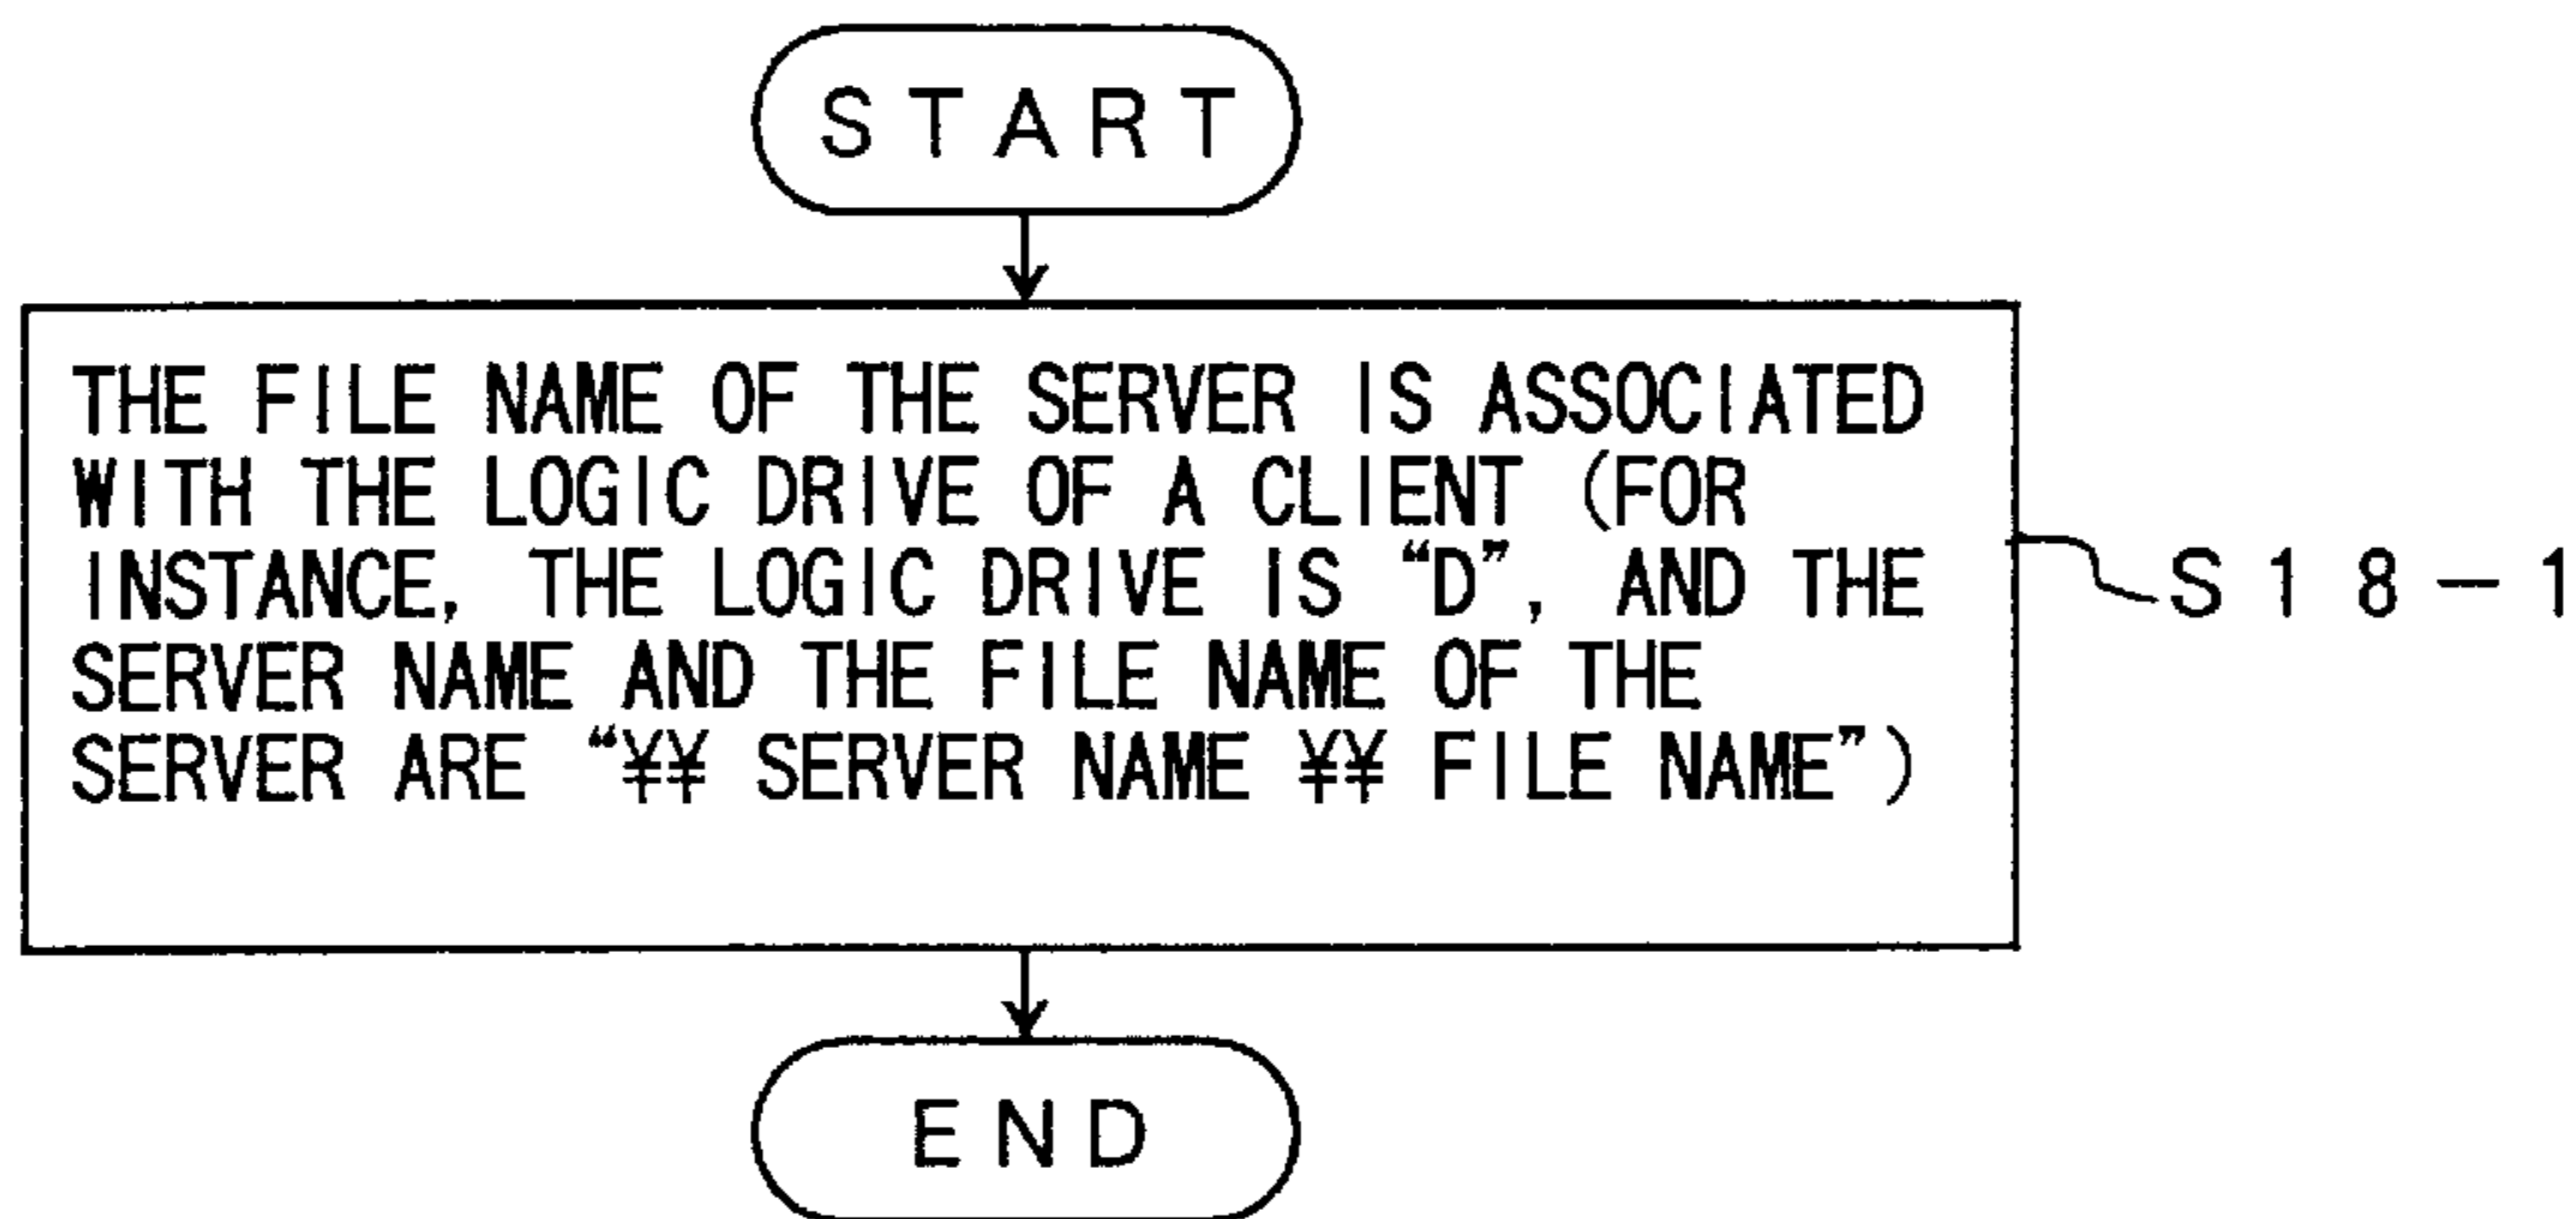 START
THE FILE NAME OF THE SERVER IS ASSOCIATED
WITH THE LOGIC DRIVE OF A CLIENT (FOR
INSTANCE, THE LOGIC DRIVE IS “D”, AND THE
SERVER NAME AND THE FILE NAME OF THE
SERVER ARE “¥¥ SERVER NAME ¥¥ FILE NAME”)
S18-1
END